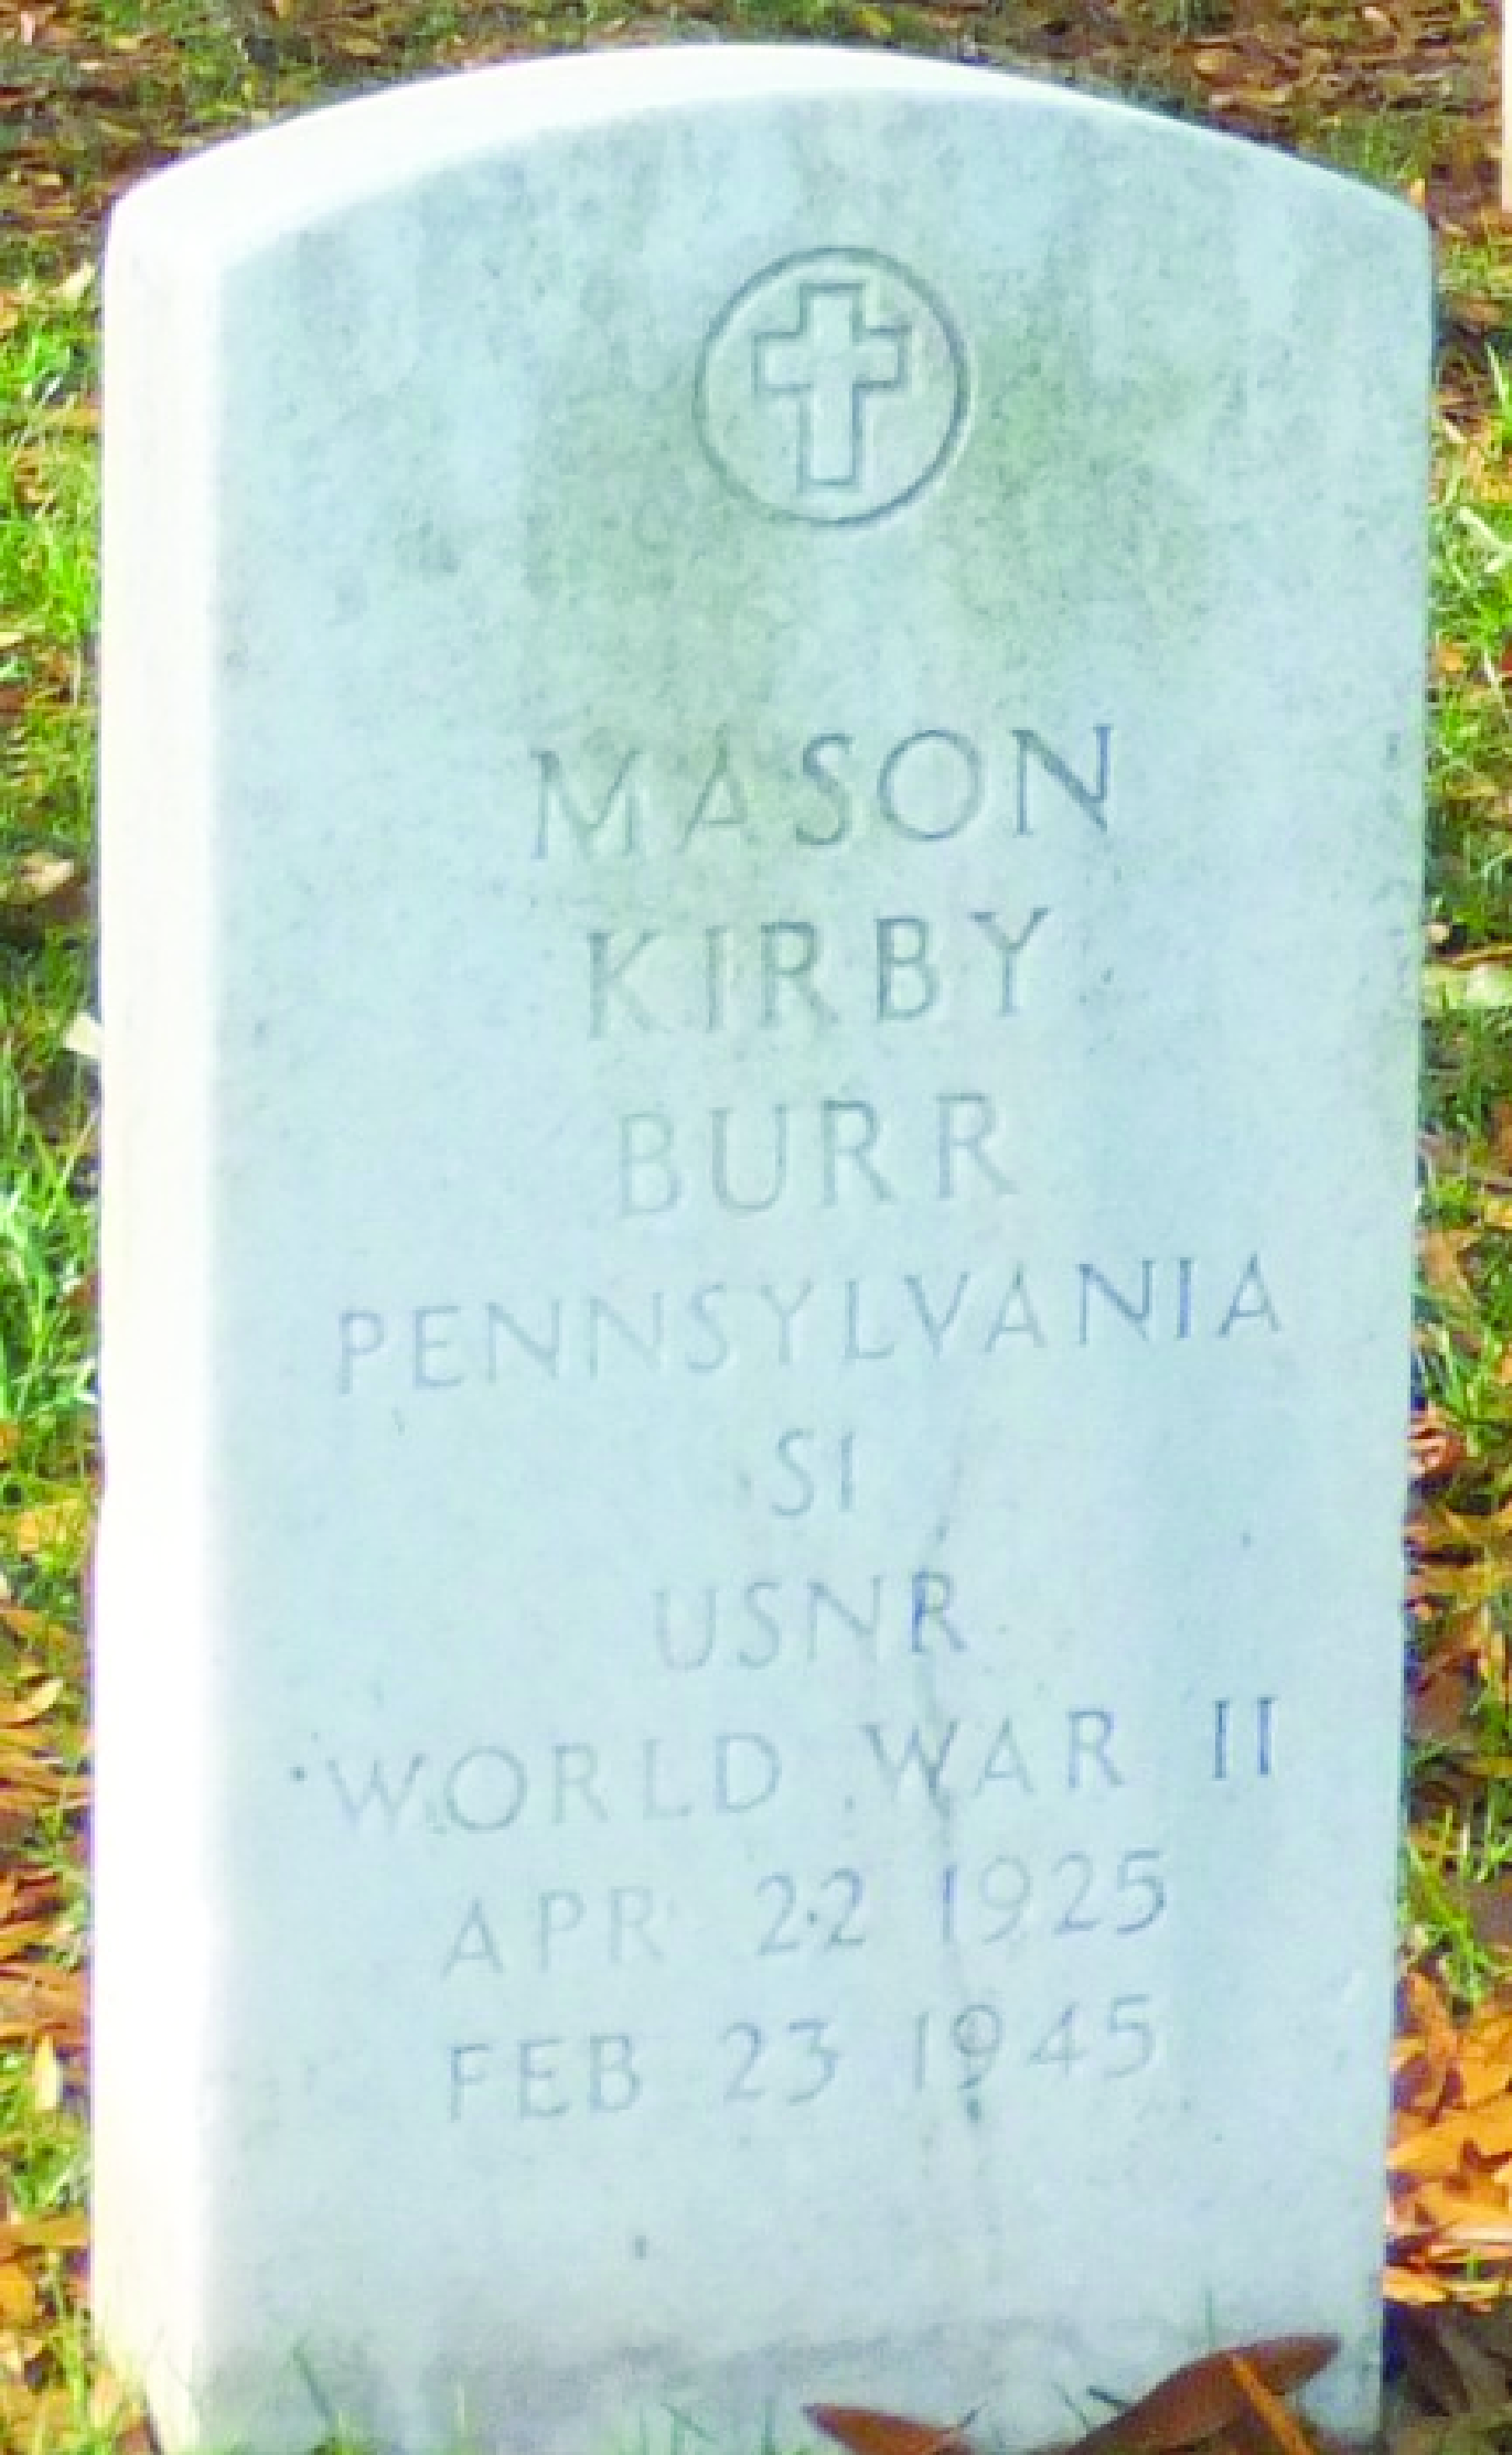 MASON
KIRBY
BURR
PENNSYLVANIA
S1
USNR
WORLD WAR II
APR 22 1925
FEB 23 1945